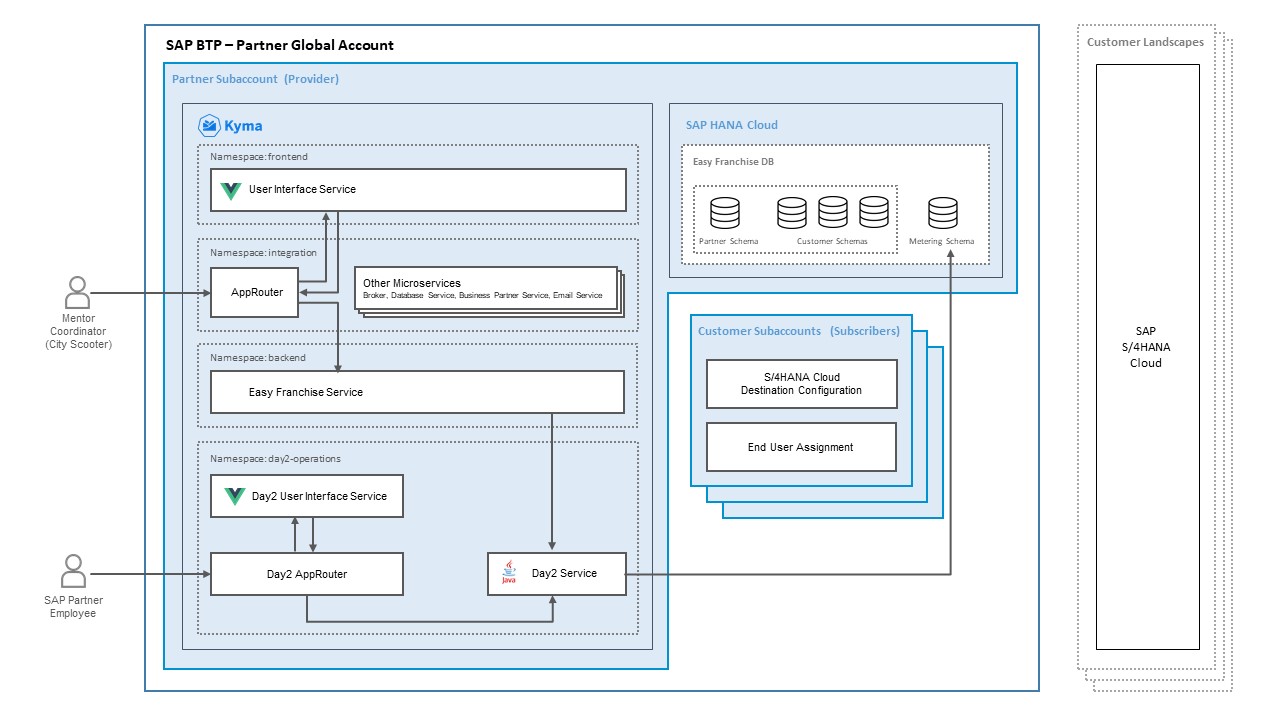 SAP BTP – Partner Global Account
Partner Subaccount (Provider)
Kyma
Namespace: frontend
User Interface Service
Namespace: integration
AppRouter
Other Microservices
Broker, Database Service, Business Partner Service, Email Service
Namespace: backend
Easy Franchise Service
Namespace: day2-operations
Day2 User Interface Service
Day2 AppRouter
Java
Day2 Service
Mentor
Coordinator
(City Scooter)
SAP Partner
Employee
SAP HANA Cloud
Easy Franchise DB
Partner Schema
Customer Schemas
Metering Schema
Customer Subaccounts (Subscribers)
S/4HANA Cloud
Destination Configuration
End User Assignment
Customer Landscapes
SAP
S/4HANA
Cloud